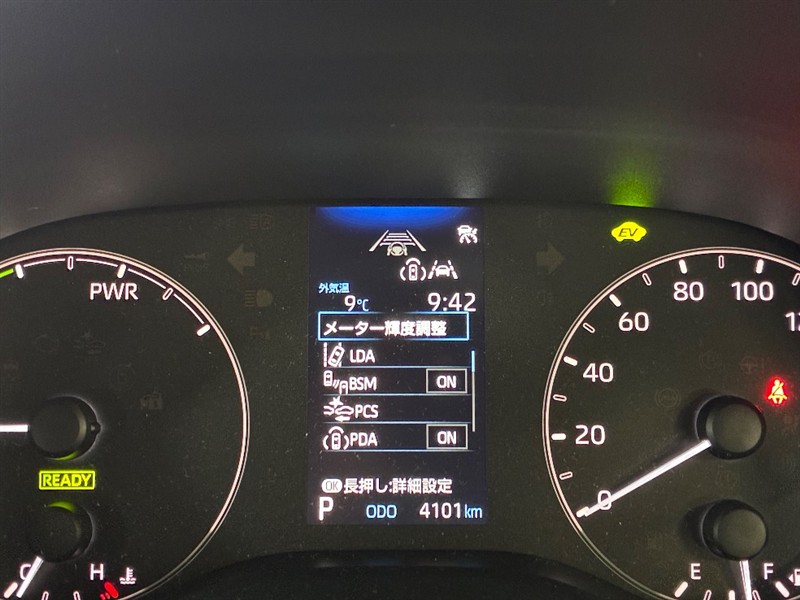 PWR
READY
C H
外気温
9℃ 9:42
メーター輝度調整
LDA
BSM ON
PCS
PDA ON
OK 長押し:詳細設定
P ODO 4101km
EV
0
20
40
60
80
100
E F